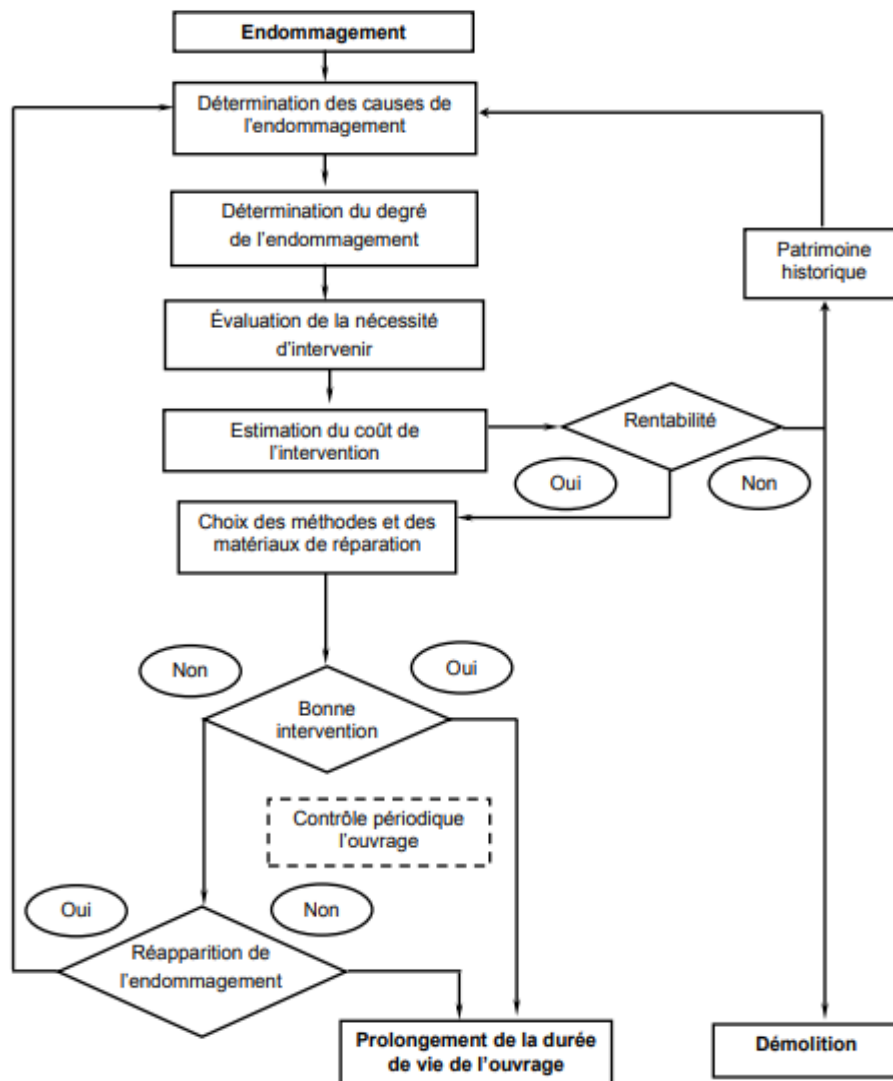 Endommagement
Détermination des causes de
l'endommagement
Détermination du degré
de l'endommagement
Patrimoine
historique
Évaluation de la nécessité
d'intervenir
Rentabilité
Estimation du coût de
l'intervention
Oui
Non
Choix des méthodes et des
matériaux de réparation
Non
Oui
Bonne
intervention
Contrôle périodique
l'ouvrage
Oui
Non
Réapparition de
l'endommagement
Prolongement de la durée
de vie de l'ouvrage
Démolition